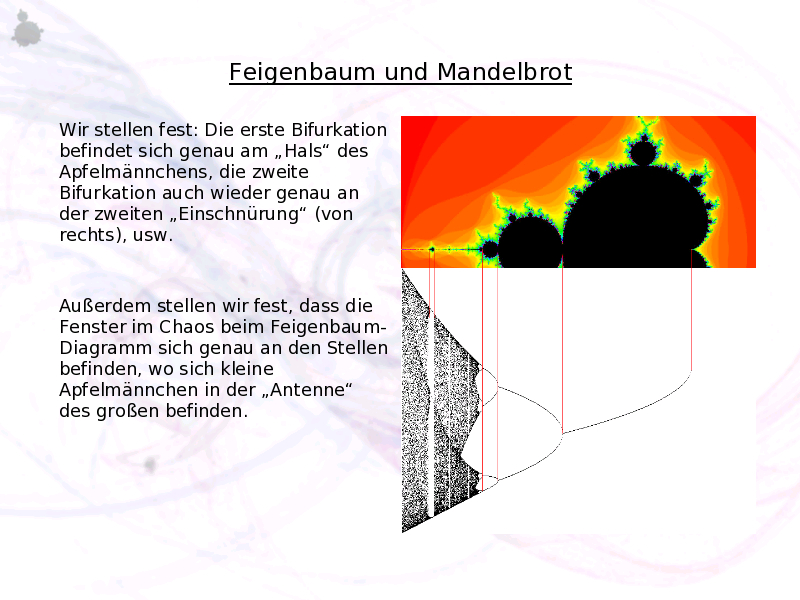 Feigenbaum und Mandelbrot
Wir stellen fest: Die erste Bifurkation
befindet sich genau am „Hals“ des
Apfelmännchens, die zweite
Bifurkation auch wieder genau an
der zweiten „Einschnürung“ (von
rechts), usw.
Außerdem stellen wir fest, dass die
Fenster im Chaos beim Feigenbaum-
Diagramm sich genau an den Stellen
befinden, wo sich kleine
Apfelmännchen in der „Antenne“
des großen befinden.